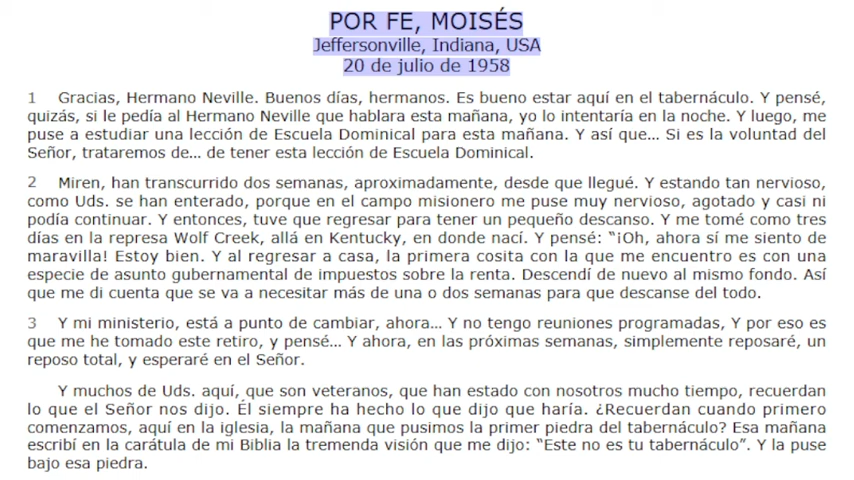 POR FE, MOISÉS
Jeffersonville, Indiana, USA
20 de julio de 1958
1 Gracias, Hermano Neville. Buenos días, hermanos. Es bueno estar aquí en el tabernáculo. Y pensé,
quizás, si le pedía al Hermano Neville que hablara esta mañana, yo lo intentaría en la noche. Y luego, me
puse a estudiar una lección de Escuela Dominical para esta mañana. Y así que... Si es la voluntad del
Señor, trataremos de... de tener esta lección de Escuela Dominical.
2 Miren, han transcurrido dos semanas, aproximadamente, desde que llegué. Y estando tan nervioso,
como Uds. se han enterado, porque en el campo misionero me puse muy nervioso, agotado y casi ni
podía continuar. Y entonces, tuve que regresar para tener un pequeño descanso. Y me tomé como tres
días en la represa Wolf Creek, allá en Kentucky, en donde nací. Y pensé: “¡Oh, ahora sí me siento de
maravilla! Estoy bien. Y al regresar a casa, la primera cosita con la que me encuentro es con una
especie de asunto gubernamental de impuestos sobre la renta. Descendí de nuevo al mismo fondo. Así
que me di cuenta que se va a necesitar más de una o dos semanas para que descanse del todo.
3 Y mi ministerio, está a punto de cambiar, ahora... Y no tengo reuniones programadas, Y por eso es
que me he tomado este retiro, y pensé... Y ahora, en las próximas semanas, simplemente reposaré, un
reposo total, y esperaré en el Señor.
Y muchos de Uds. aquí, que son veteranos, que han estado con nosotros mucho tiempo, recuerdan
lo que el Señor nos dijo. Él siempre ha hecho lo que dijo que haría. ¿Recuerdan cuando primero
comenzamos, aquí en la iglesia, la mañana que pusimos la primer piedra del tabernáculo? Esa mañana
escribí en la carátula de mi Biblia la tremenda visión que me dijo: “Este no es tu tabernáculo”. Y la puse
bajo esa piedra.